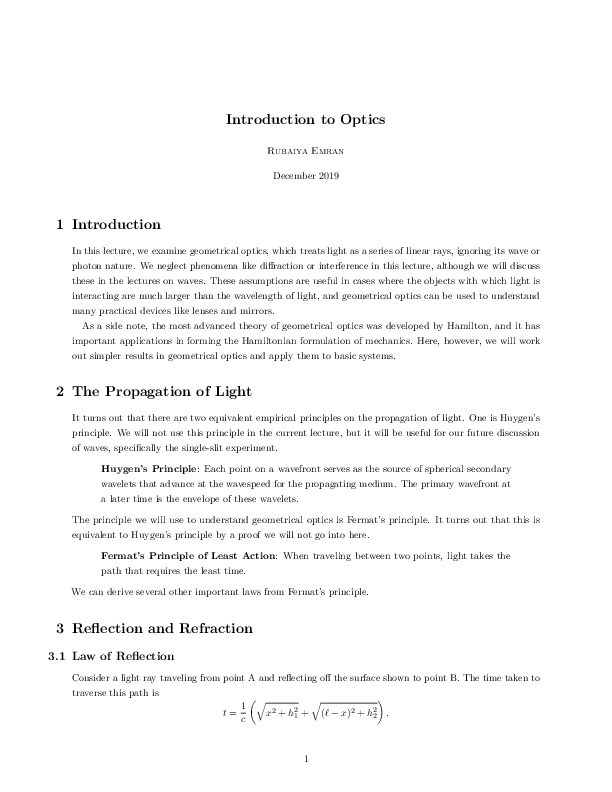 Introduction to Optics
Rubaiya Emran
December 2019
1 Introduction
In this lecture, we examine geometrical optics, which treats light as a series of linear rays, ignoring its wave or
photon nature. We neglect phenomena like diffraction or interference in this lecture, although we will discuss
these in the lectures on waves. These assumptions are useful in cases where the objects with which light is
interacting are much larger than the wavelength of light, and geometrical optics can be used to understand
many practical devices like lenses and mirrors.
As a side note, the most advanced theory of geometrical optics was developed by Hamilton, and it has
important applications in forming the Hamiltonian formulation of mechanics. Here, however, we will work
out simpler results in geometrical optics and apply them to basic systems.
2 The Propagation of Light
It turns out that there are two equivalent empirical principles on the propagation of light. One is Huygen's
principle. We will not use this principle in the current lecture, but it will be useful for our future discussion
of waves, specifically the single-slit experiment.
Huygen's Principle: Each point on a wavefront serves as the source of spherical secondary
wavelets that advance at the wavespeed for the propagating medium. The primary wavefront at
a later time is the envelope of these wavelets.
The principle we will use to understand geometrical optics is Fermat's principle. It turns out that this is
equivalent to Huygen's principle by a proof we will not go into here.
Fermat's Principle of Least Action: When traveling between two points, light takes the
path that requires the least time.
We can derive several other important laws from Fermat's principle.
3 Reflection and Refraction
3.1 Law of Reflection
Consider a light ray traveling from point A and reflecting off the surface shown to point B. The time taken to
traverse this path is
t = 1/c (√(x² + h₁²) + √((ℓ − x)² + h₂²)).
1